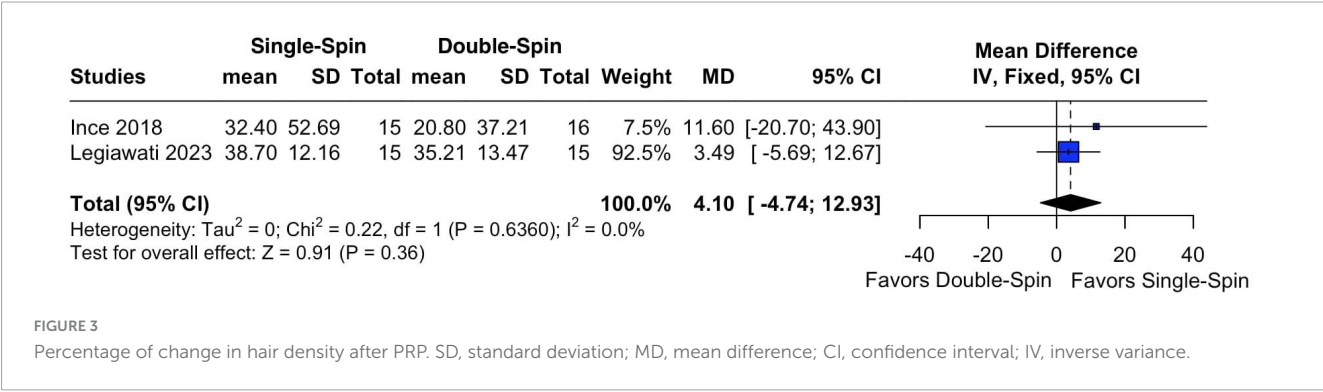 Single-Spin Double-Spin Mean Difference
Studies mean SD Total mean SD Total Weight MD 95% CI IV, Fixed, 95% CI
Ince 2018 32.40 52.69 15 20.80 37.21 16 7.5% 11.60 [-20.70; 43.90]
Legiawati 2023 38.70 12.16 15 35.21 13.47 15 92.5% 3.49 [ -5.69; 12.67]
Total (95% CI) 100.0% 4.10 [ -4.74; 12.93]
Heterogeneity: Tau² = 0; Chi² = 0.22, df = 1 (P = 0.6360); I² = 0.0%
Test for overall effect: Z = 0.91 (P = 0.36)
-40 -20 0 20 40
Favors Double-Spin Favors Single-Spin
FIGURE 3
Percentage of change in hair density after PRP. SD, standard deviation; MD, mean difference; CI, confidence interval; IV, inverse variance.